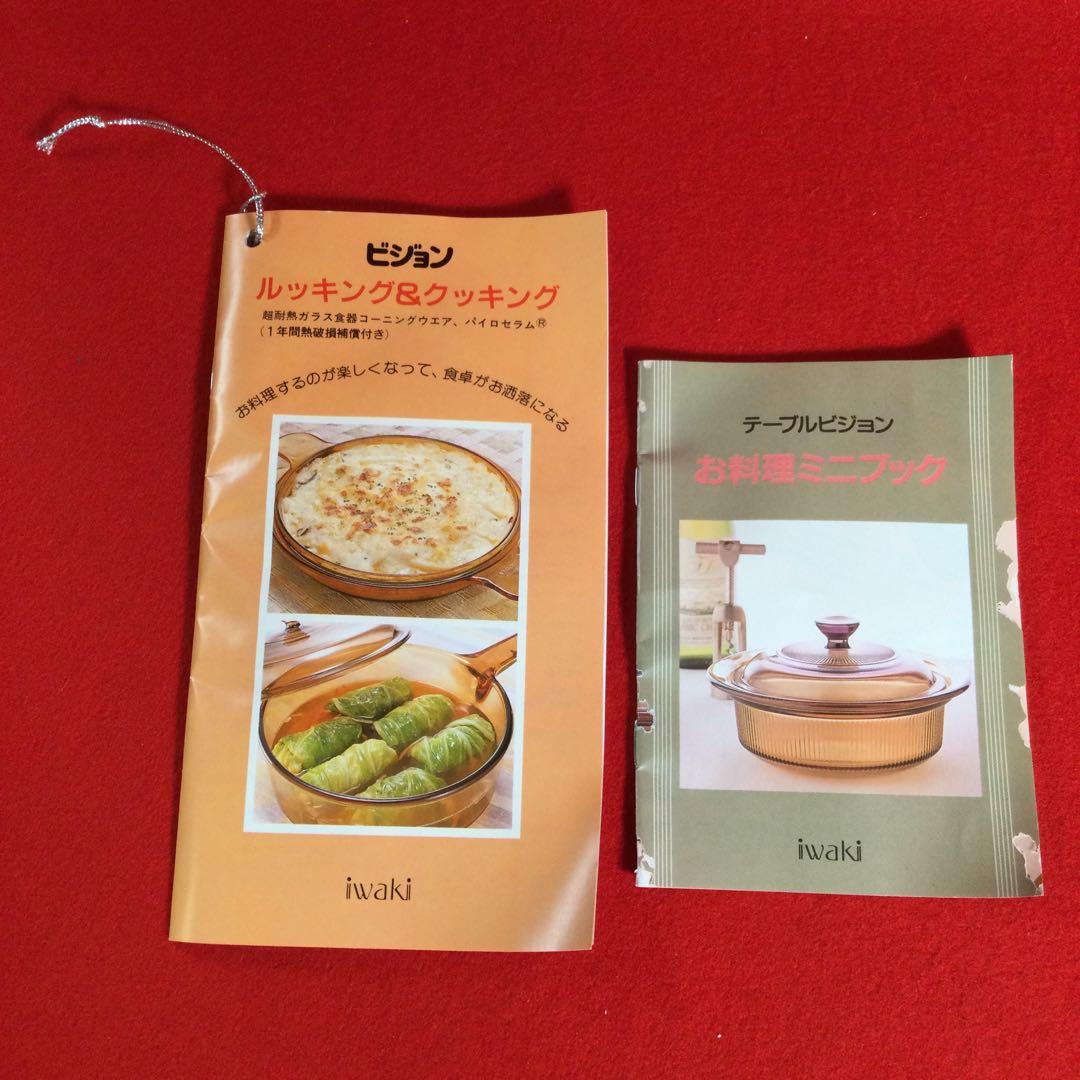 ビジョン
ルッキング&クッキング
超耐熱ガラス食器コーニングウエア、パイロセラム®
(1年間熱破損補償付き)
お料理するのが楽しくなって、食卓がお洒落になる
iwaki
テーブルビジョン
お料理ミニブック
iwaki